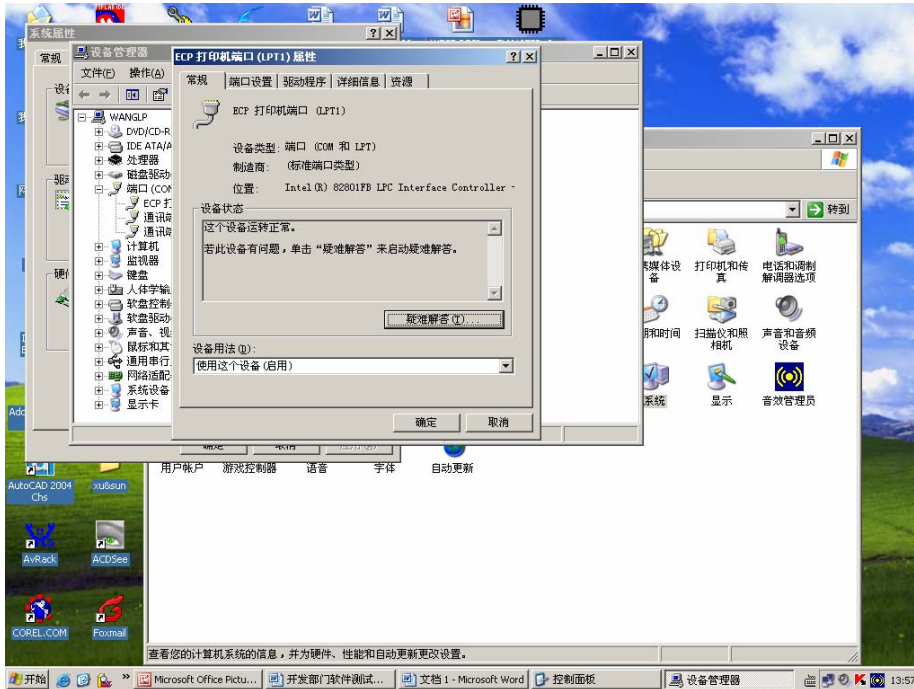 系统属性
常规
设备管理器
文件(F) 操作(A)
WANGLP
DVD/CD-R
IDE ATA/A
处理器
磁盘驱动
端口 (CON
ECP 打
通讯端
通讯端
计算机
监视器
键盘
人体学输
软盘控制
软盘驱动
声音、视
鼠标和其
通用串行
网络适配
系统设备
显示卡
ECP 打印机端口 (LPT1) 属性
常规 端口设置 驱动程序 详细信息 资源
ECP 打印机端口 (LPT1)
设备类型: 端口 (COM 和 LPT)
制造商: (标准端口类型)
位置: Intel(R) 82801FB LPC Interface Controller -
设备状态
这个设备运转正常。
若此设备有问题，单击“疑难解答”来启动疑难解答。
疑难解答(T)...
设备用法(D):
使用这个设备(启用)
确定 取消
转到
打印机和传真
电话和调制解调器选项
扫描仪和照相机
声音和音频设备
系统
显示
音效管理员
用户帐户 游戏控制器 语音 字体 自动更新
AutoCAD 2004 Chs
xu&sun
AvRack
ACDSee
COREL.COM
Foxmail
查看您的计算机系统的信息，并为硬件、性能和自动更新更改设置。
开始
Microsoft Office Pictu...
开发部门软件测试...
文档 1 - Microsoft Word
控制面板
设备管理器
13:57